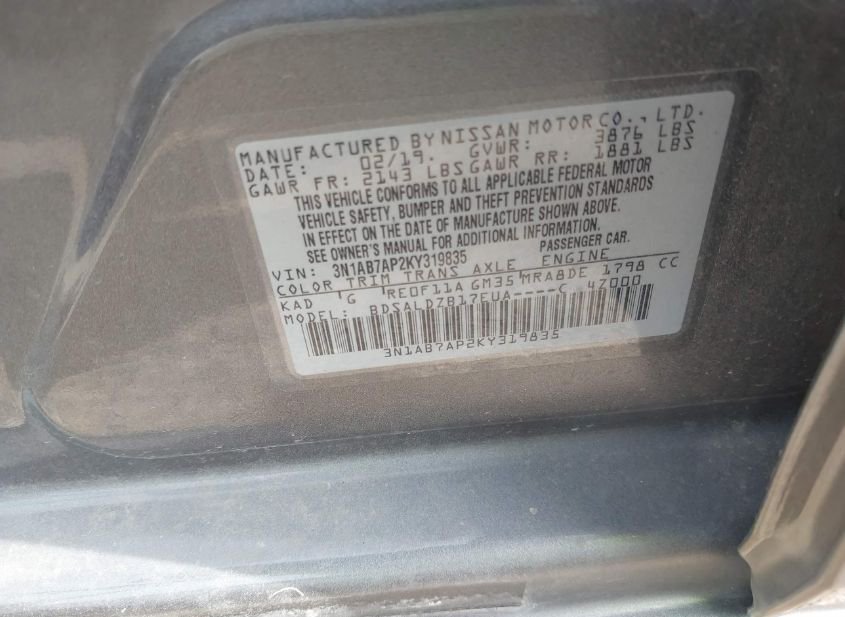 MANUFACTURED BY NISSAN MOTOR CO., LTD.
DATE: 02/19. GVWR: 3876 LBS
GAWR FR: 2143 LBS GAWR RR: 1881 LBS
THIS VEHICLE CONFORMS TO ALL APPLICABLE FEDERAL MOTOR
VEHICLE SAFETY, BUMPER AND THEFT PREVENTION STANDARDS
IN EFFECT ON THE DATE OF MANUFACTURE SHOWN ABOVE.
SEE OWNER'S MANUAL FOR ADDITIONAL INFORMATION.
VIN: 3N1AB7AP2KY319835 PASSENGER CAR.
COLOR TRIM TRANS AXLE ENGINE
KAD G RE0F11A GM35 MRA8DE 1798 CC
MODEL: BDSALDZB17EUA----C 47000
3N1AB7AP2KY319835